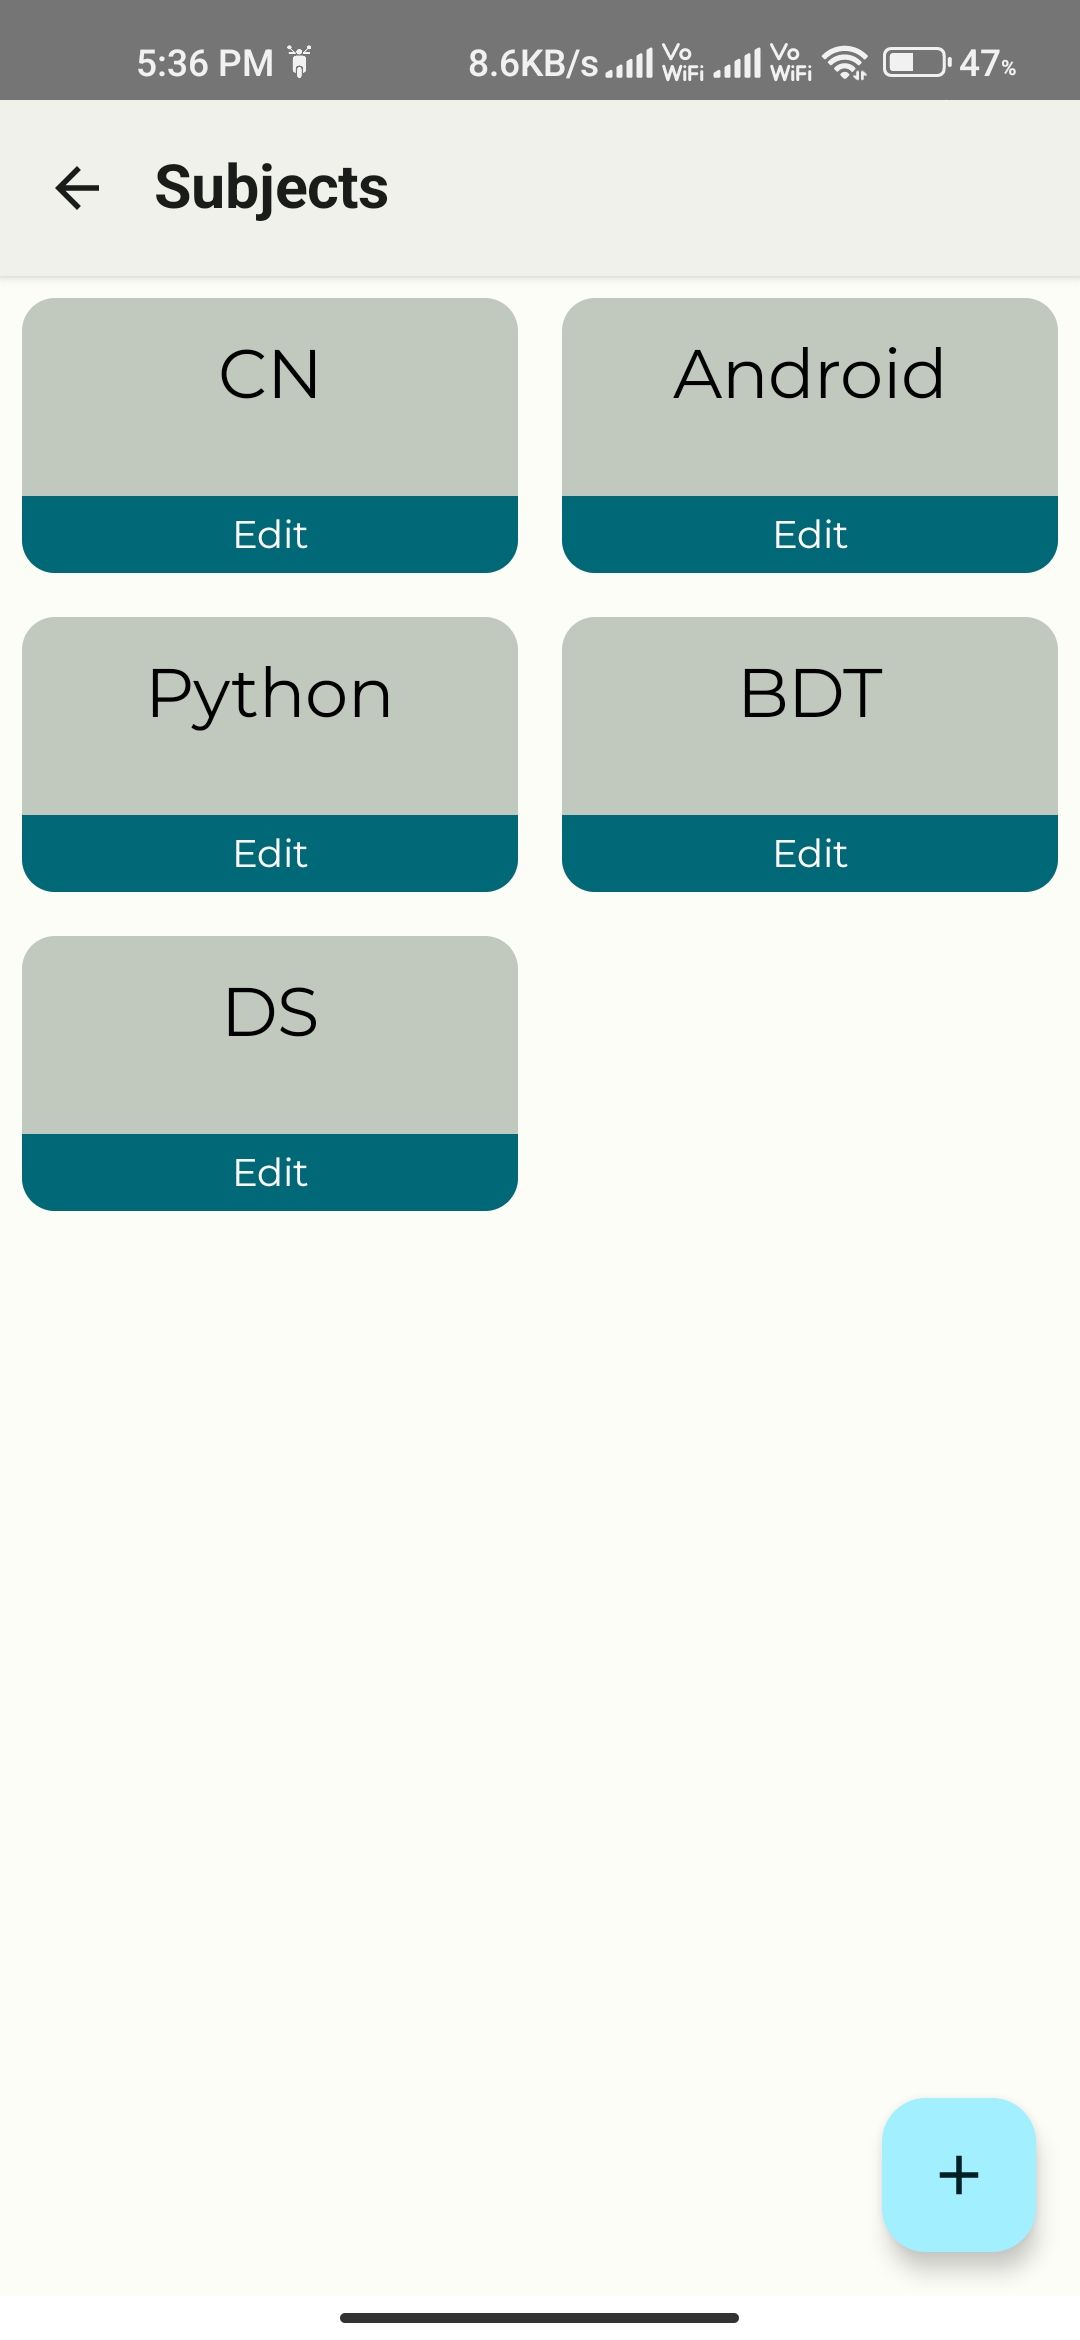 5:36 PM 8.6KB/s Vo WiFi Vo WiFi 47%
Subjects
CN
Android
Edit
Edit
Python
BDT
Edit
Edit
DS
Edit